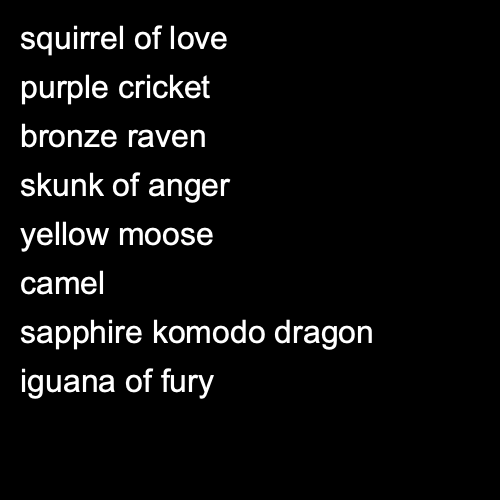 squirrel of love
purple cricket
bronze raven
skunk of anger
yellow moose
camel
sapphire komodo dragon
iguana of fury